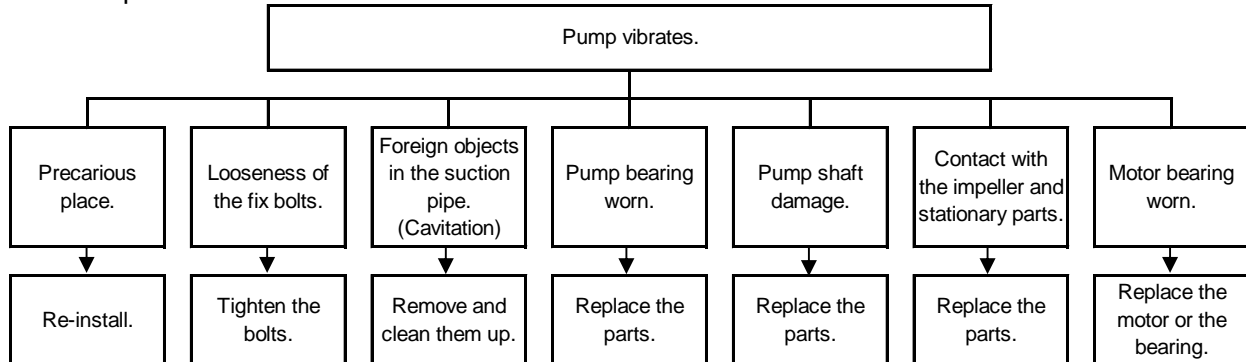 Pump vibrates.
Precarious
place.
Looseness of
the fix bolts.
Foreign objects
in the suction
pipe.
(Cavitation)
Pump bearing
worn.
Pump shaft
damage.
Contact with
the impeller and
stationary parts.
Motor bearing
worn.
Re-install.
Tighten the
bolts.
Remove and
clean them up.
Replace the
parts.
Replace the
parts.
Replace the
parts.
Replace the
motor or the
bearing.